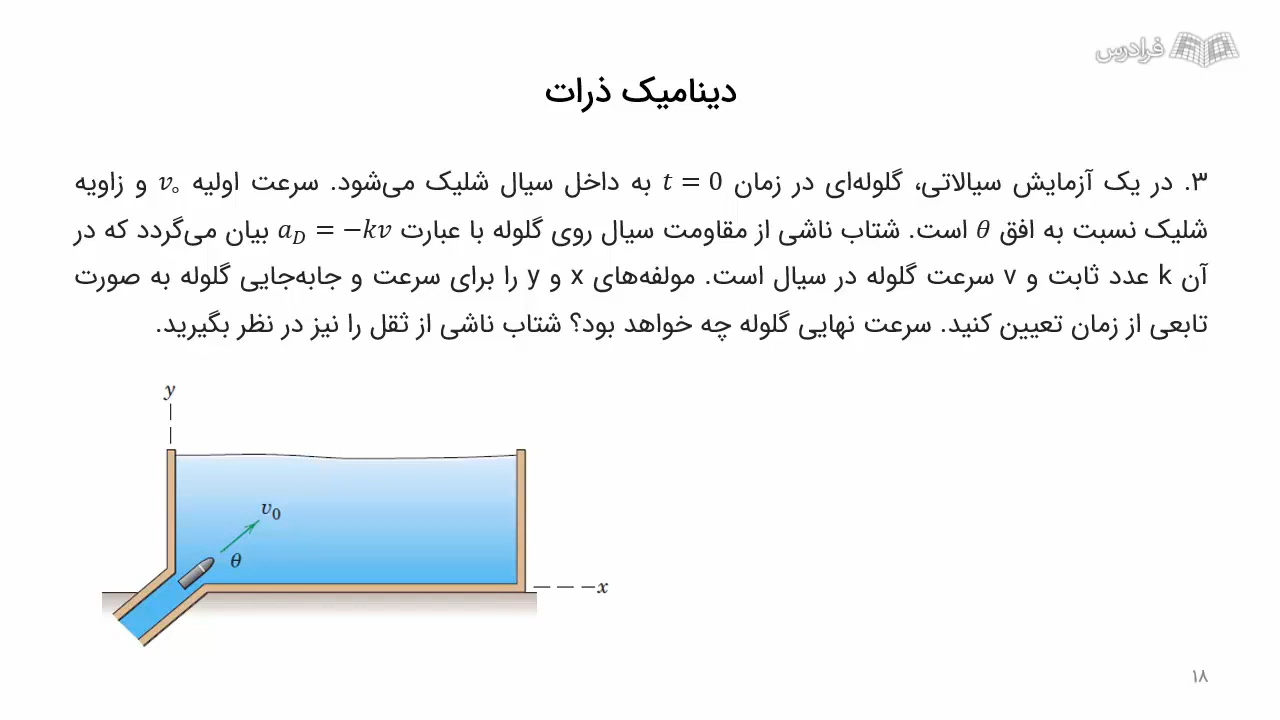 فرادرس
دینامیک ذرات
۳. در یک آزمایش سیالاتی، گلوله‌ای در زمان t = 0 به داخل سیال شلیک می‌شود. سرعت اولیه v₀ و زاویه
شلیک نسبت به افق θ است. شتاب ناشی از مقاومت سیال روی گلوله با عبارت a_D = −kv بیان می‌گردد که در
آن k عدد ثابت و v سرعت گلوله در سیال است. مولفه‌های x و y را برای سرعت و جابه‌جایی گلوله به صورت
تابعی از زمان تعیین کنید. سرعت نهایی گلوله چه خواهد بود؟ شتاب ناشی از ثقل را نیز در نظر بگیرید.
y
v₀
θ
x
۱۸